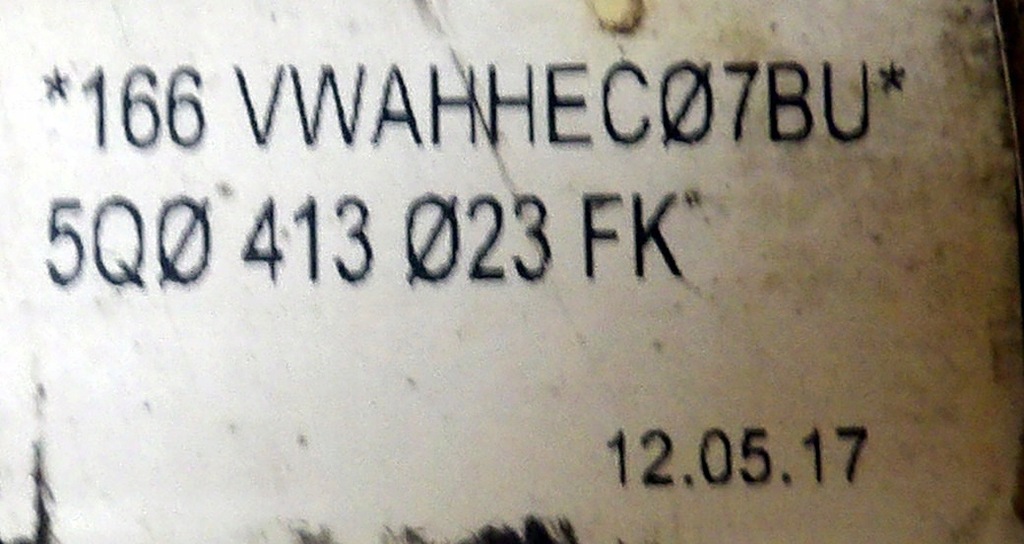 *166 VWAHHECØ7BU*
5QØ 413 Ø23 FK
12.05.17